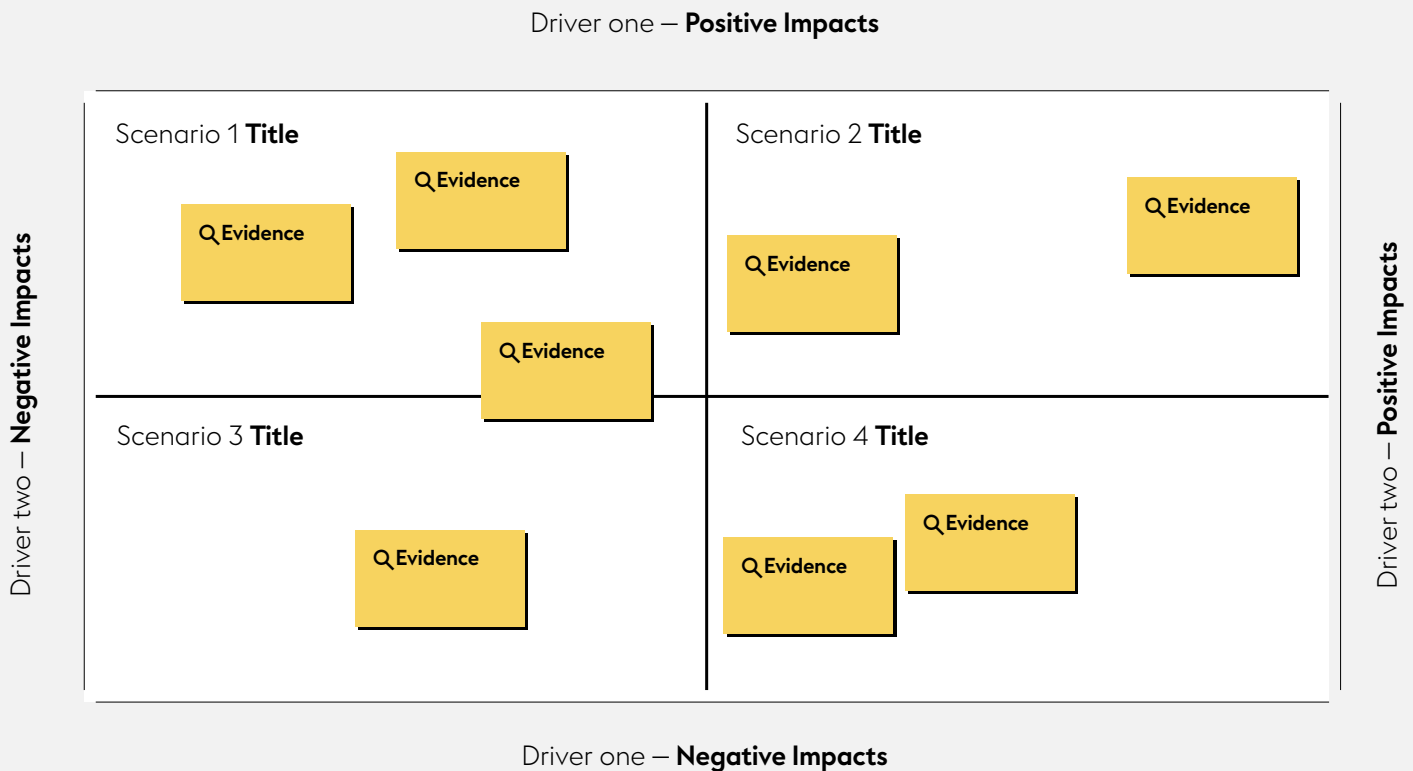 Driver one — Positive Impacts
Driver two — Negative Impacts
Scenario 1 Title
Evidence
Evidence
Evidence
Scenario 2 Title
Evidence
Evidence
Scenario 3 Title
Evidence
Scenario 4 Title
Evidence
Evidence
Driver two — Positive Impacts
Driver one — Negative Impacts